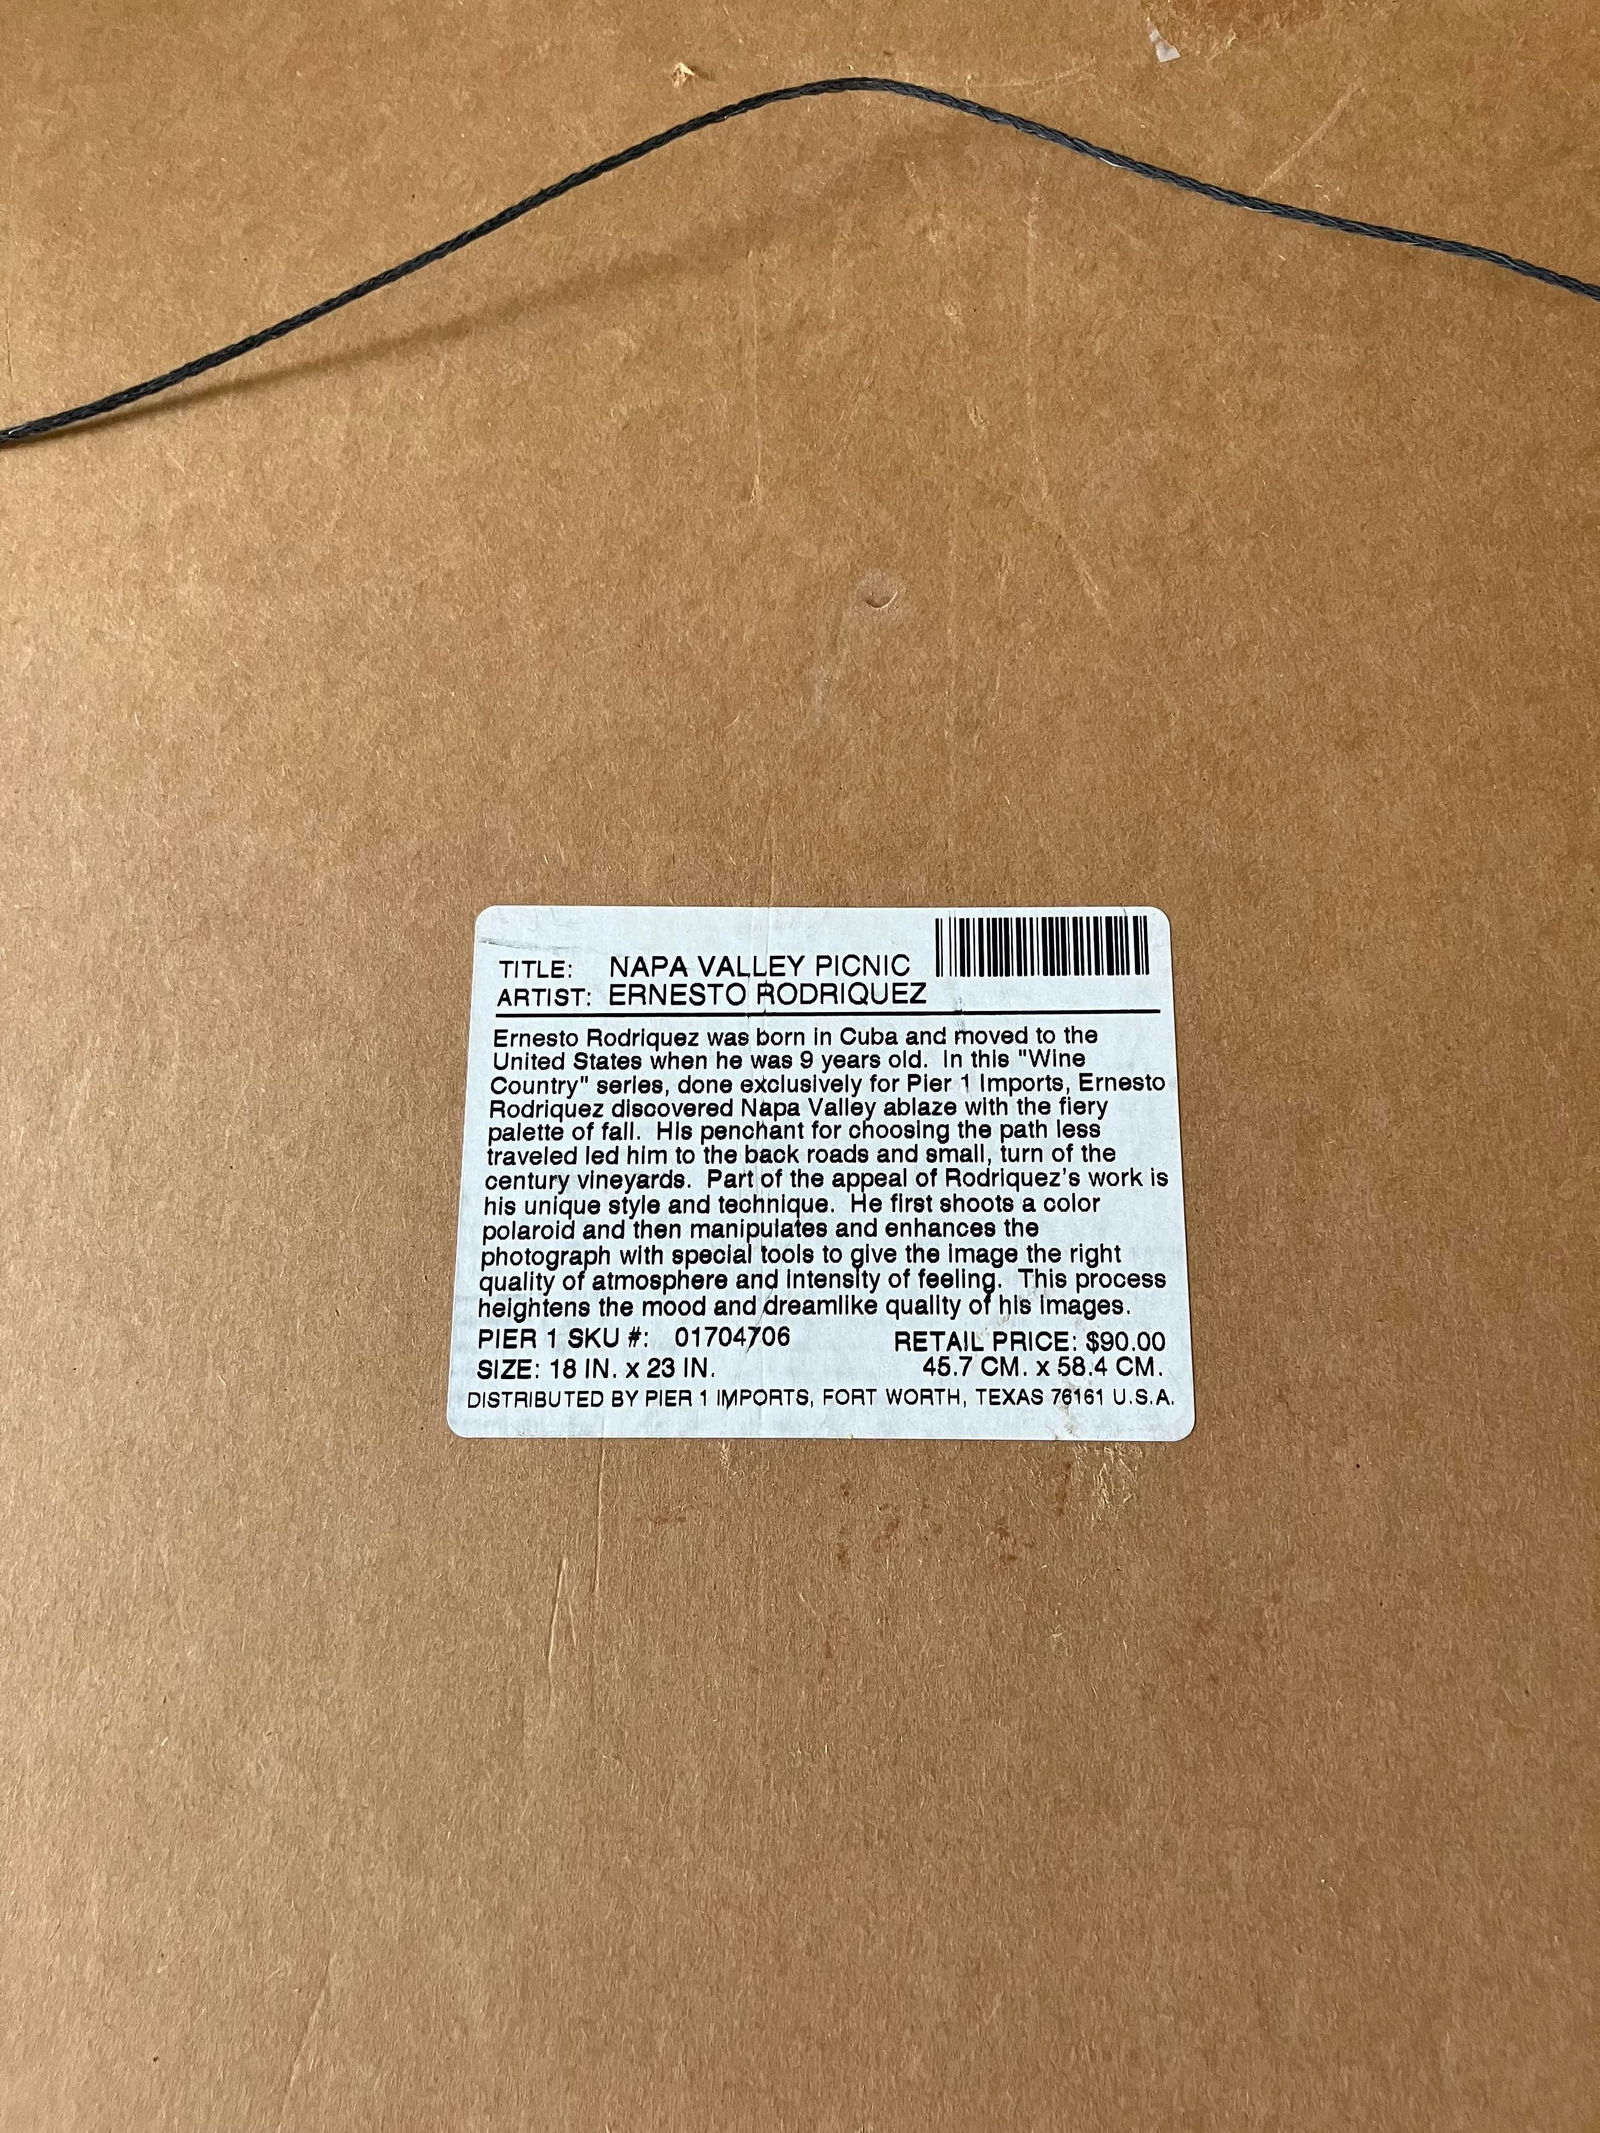 TITLE: NAPA VALLEY PICNIC
ARTIST: ERNESTO RODRIQUEZ
Ernesto Rodriquez was born in Cuba and moved to the
United States when he was 9 years old. In this "Wine
Country" series, done exclusively for Pier 1 Imports, Ernesto
Rodriquez discovered Napa Valley ablaze with the fiery
palette of fall. His penchant for choosing the path less
traveled led him to the back roads and small, turn of the
century vineyards. Part of the appeal of Rodriquez's work is
his unique style and technique. He first shoots a color
polaroid and then manipulates and enhances the
photograph with special tools to give the image the right
quality of atmosphere and intensity of feeling. This process
heightens the mood and dreamlike quality of his images.
PIER 1 SKU #: 01704706 RETAIL PRICE: $90.00
SIZE: 18 IN. x 23 IN. 45.7 CM. x 58.4 CM.
DISTRIBUTED BY PIER 1 IMPORTS, FORT WORTH, TEXAS 76161 U.S.A.